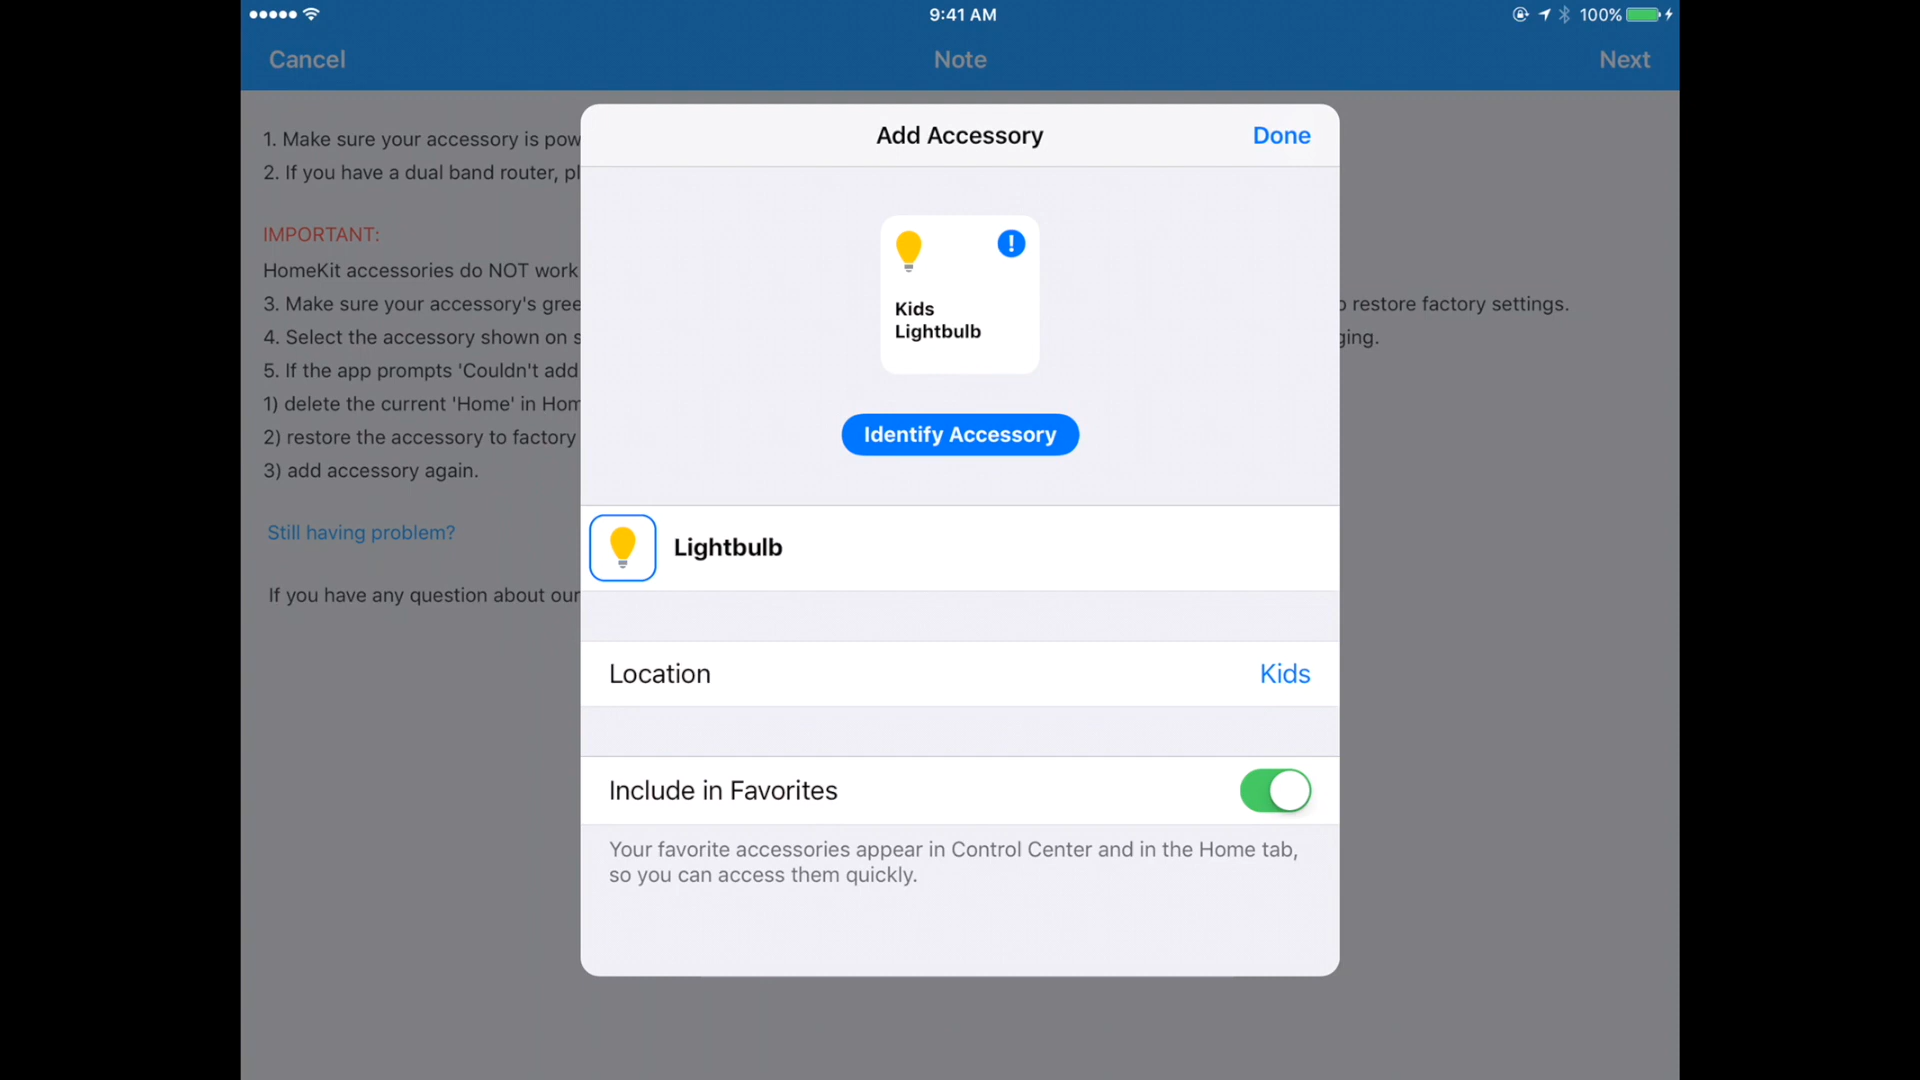 9:41 AM
100%
Cancel
Note
Next
1. Make sure your accessory is pow
2. If you have a dual band router, pl
IMPORTANT:
HomeKit accessories do NOT work
3. Make sure your accessory's gree
o restore factory settings.
4. Select the accessory shown on s
ging.
5. If the app prompts 'Couldn't add
1) delete the current 'Home' in Hom
2) restore the accessory to factory
3) add accessory again.
Still having problem?
If you have any question about our
Add Accessory
Done
!
Kids
Lightbulb
Identify Accessory
Lightbulb
Location
Kids
Include in Favorites
Your favorite accessories appear in Control Center and in the Home tab,
so you can access them quickly.